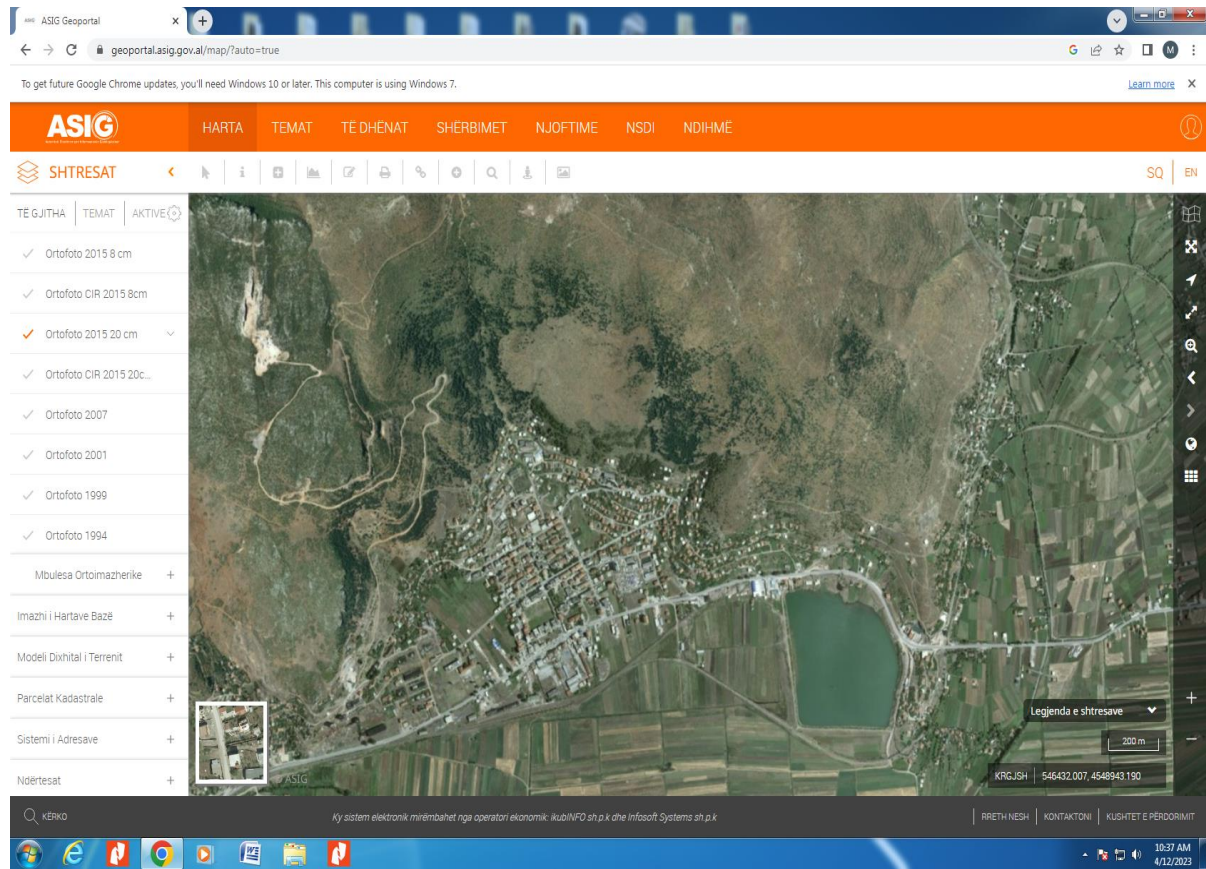 ASIG Geoportal
geoportal.asig.gov.al/map/?auto=true
M
To get future Google Chrome updates, you'll need Windows 10 or later. This computer is using Windows 7.
Learn more
ASIG
HARTA TEMAT TË DHËNAT SHËRBIMET NJOFTIME NSDI NDIHMË
SHTRESAT
SQ EN
TË GJITHA TEMAT AKTIVE
Ortofoto 2015 8 cm
Ortofoto CIR 2015 8cm
Ortofoto 2015 20 cm
Ortofoto CIR 2015 20c...
Ortofoto 2007
Ortofoto 2001
Ortofoto 1999
Ortofoto 1994
Mbulesa Ortoimazherike
Imazhi i Hartave Bazë
Modeli Dixhital i Terrenit
Parcelat Kadastrale
Sistemi i Adresave
Ndërtesat
Legjenda e shtresave
200 m
© ASIG
KRGJSH 546432.007, 4548943.190
KËRKO
Ky sistem elektronik mirëmbahet nga operatori ekonomik: ikubINFO sh.p.k dhe Infosoft Systems sh.p.k
RRETH NESH KONTAKTONI KUSHTET E PËRDORIMIT
10:37 AM
4/12/2023